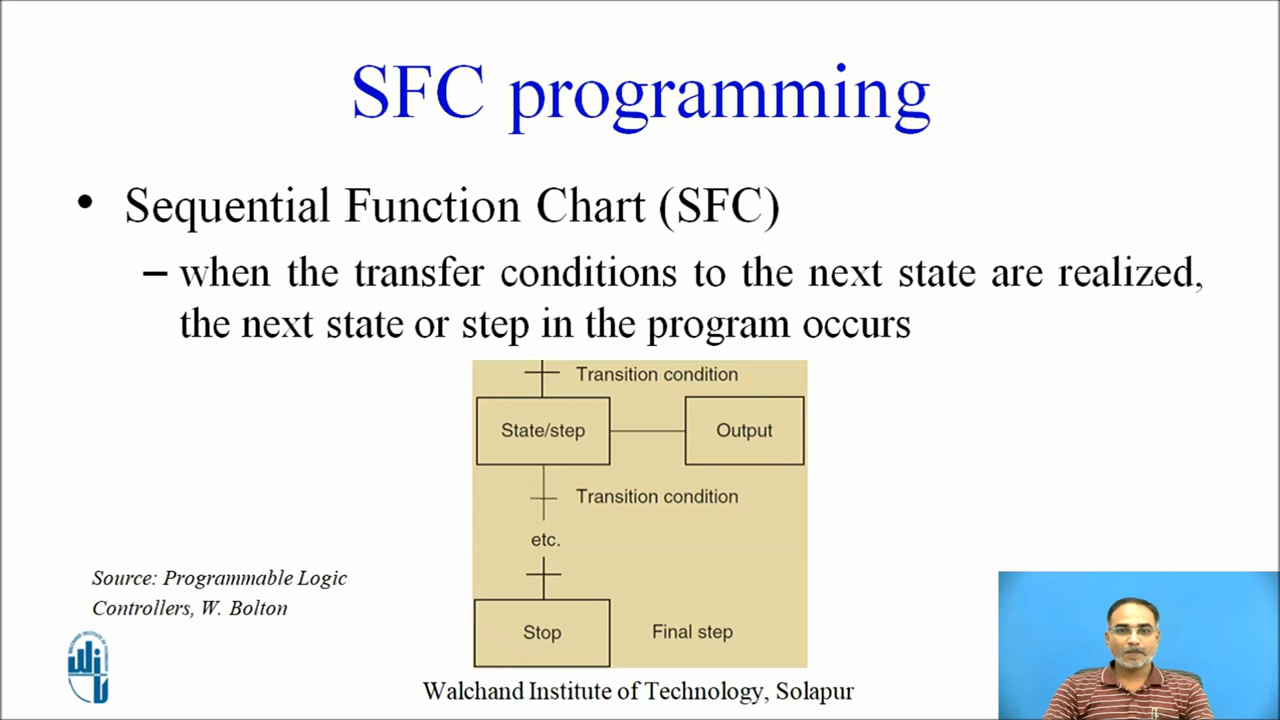 SFC programming
• Sequential Function Chart (SFC)
– when the transfer conditions to the next state are realized,
the next state or step in the program occurs
Transition condition
State/step
Output
Transition condition
etc.
Stop
Final step
Source: Programmable Logic
Controllers, W. Bolton
Walchand Institute of Technology, Solapur